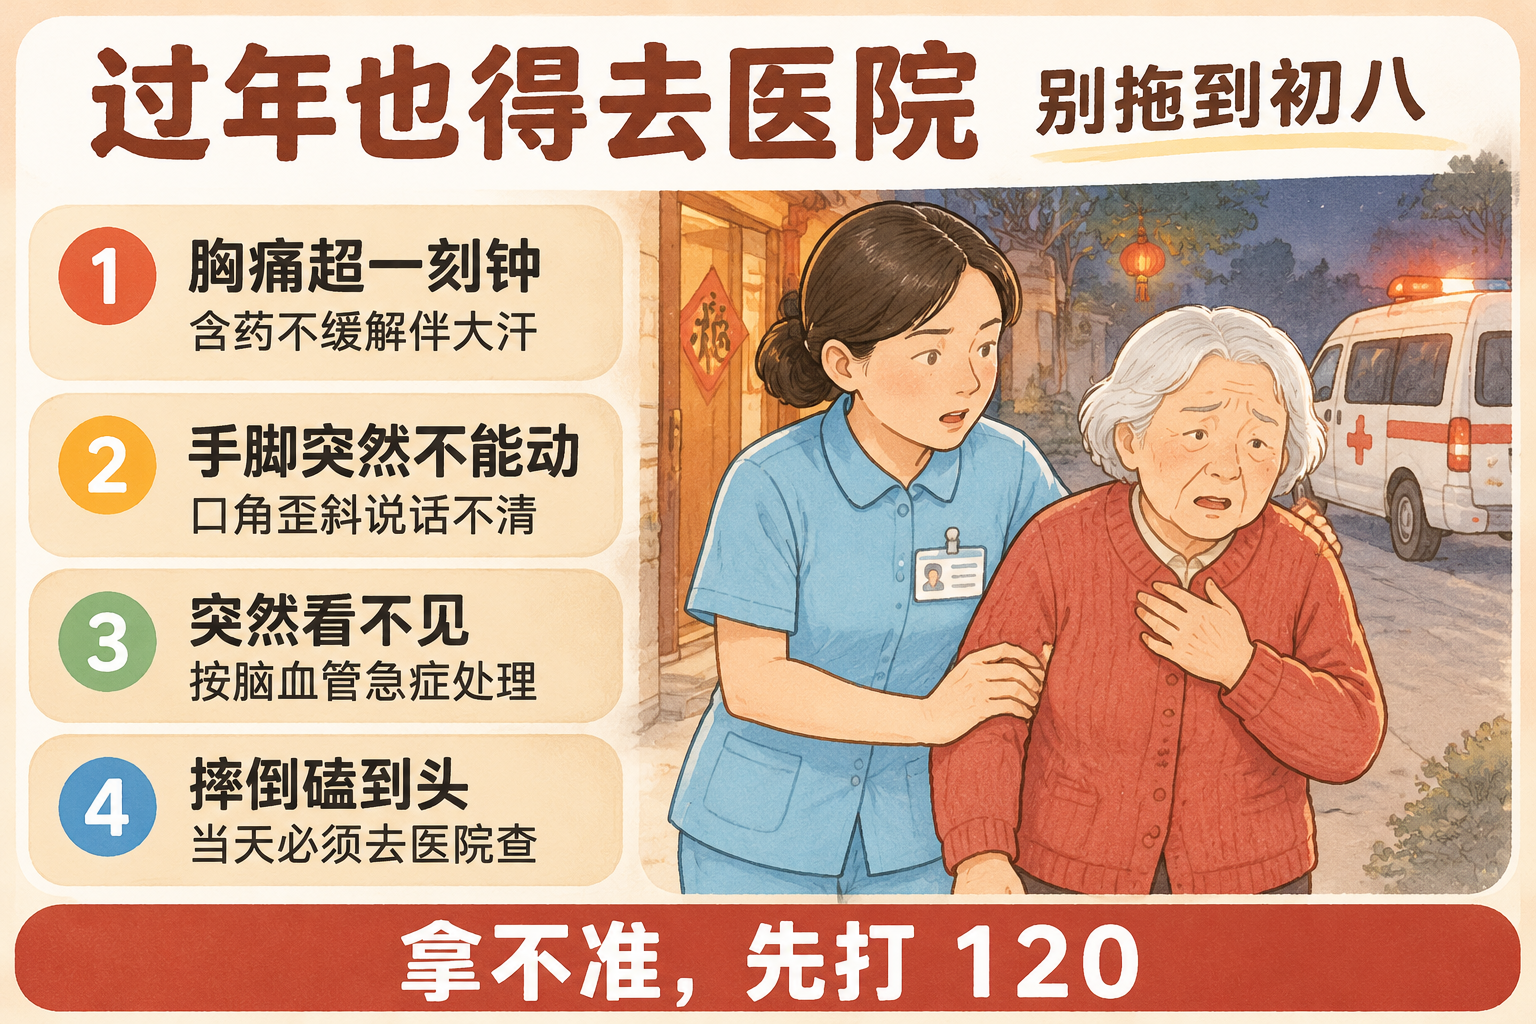 过年也得去医院
别拖到初八
1
胸痛超一刻钟
含药不缓解伴大汗
2
手脚突然不能动
口角歪斜说话不清
3
突然看不见
按脑血管急症处理
4
摔倒磕到头
当天必须去医院查
福
拿不准，先打 120